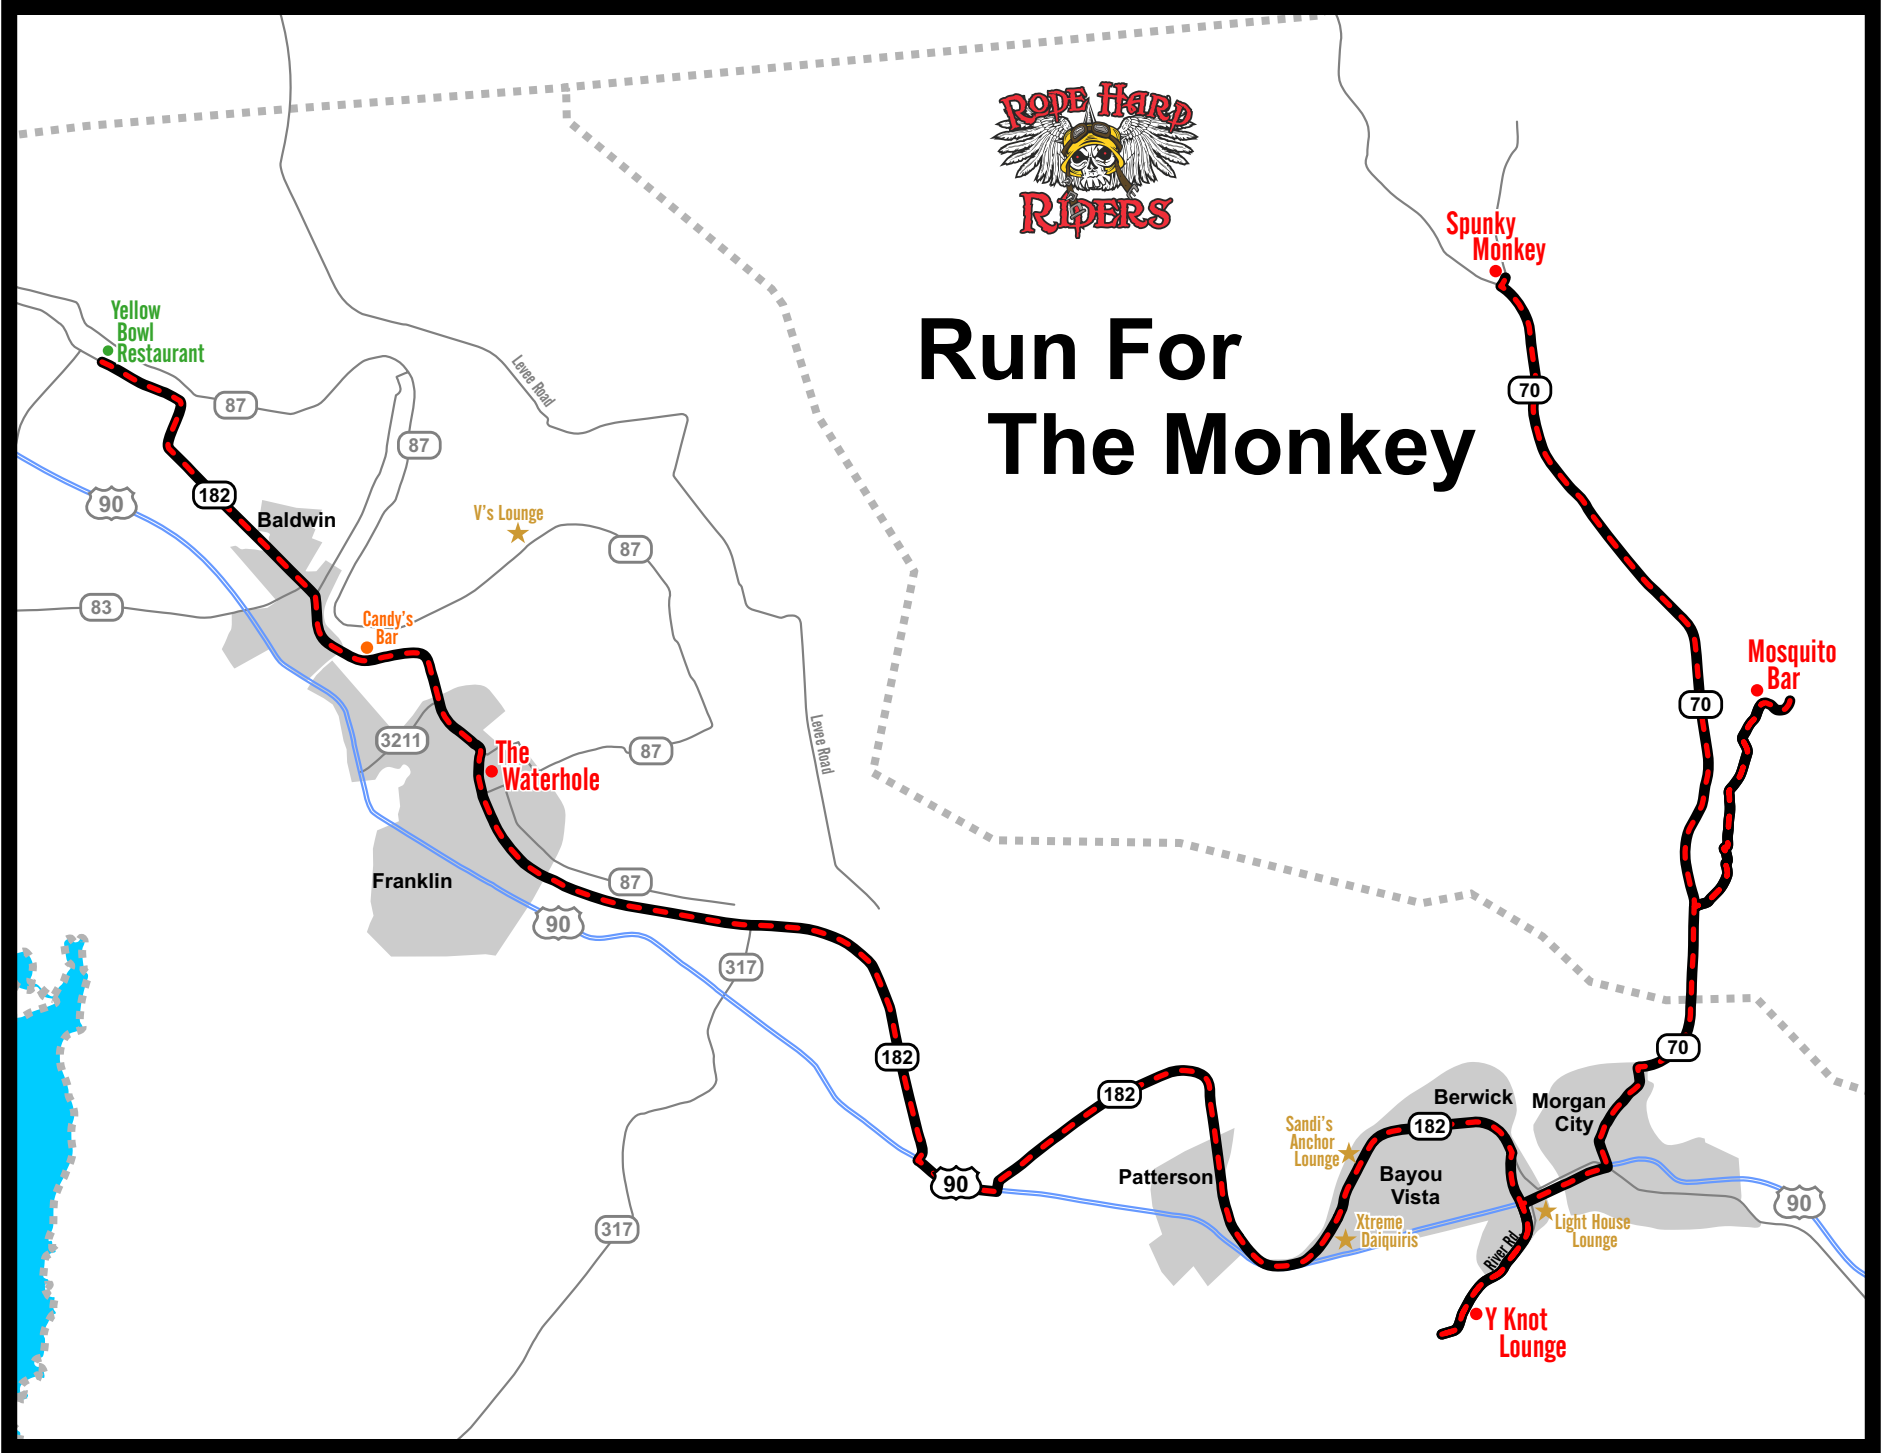 RODE HARD
RIDERS
Run For
The Monkey
Spunky
Monkey
70
Yellow
Bowl
Restaurant
87
Levee Road
87
90
182
Baldwin
V's Lounge
87
83
Candy's
Bar
Mosquito
Bar
70
3211
The
Waterhole
87
Levee Road
Franklin
87
90
317
182
70
182
Berwick
Morgan
City
182
Sandi's
Anchor
Lounge
Patterson
Bayou
Vista
90
90
317
Xtreme
Daiquiris
Light House
Lounge
River Rd.
Y Knot
Lounge